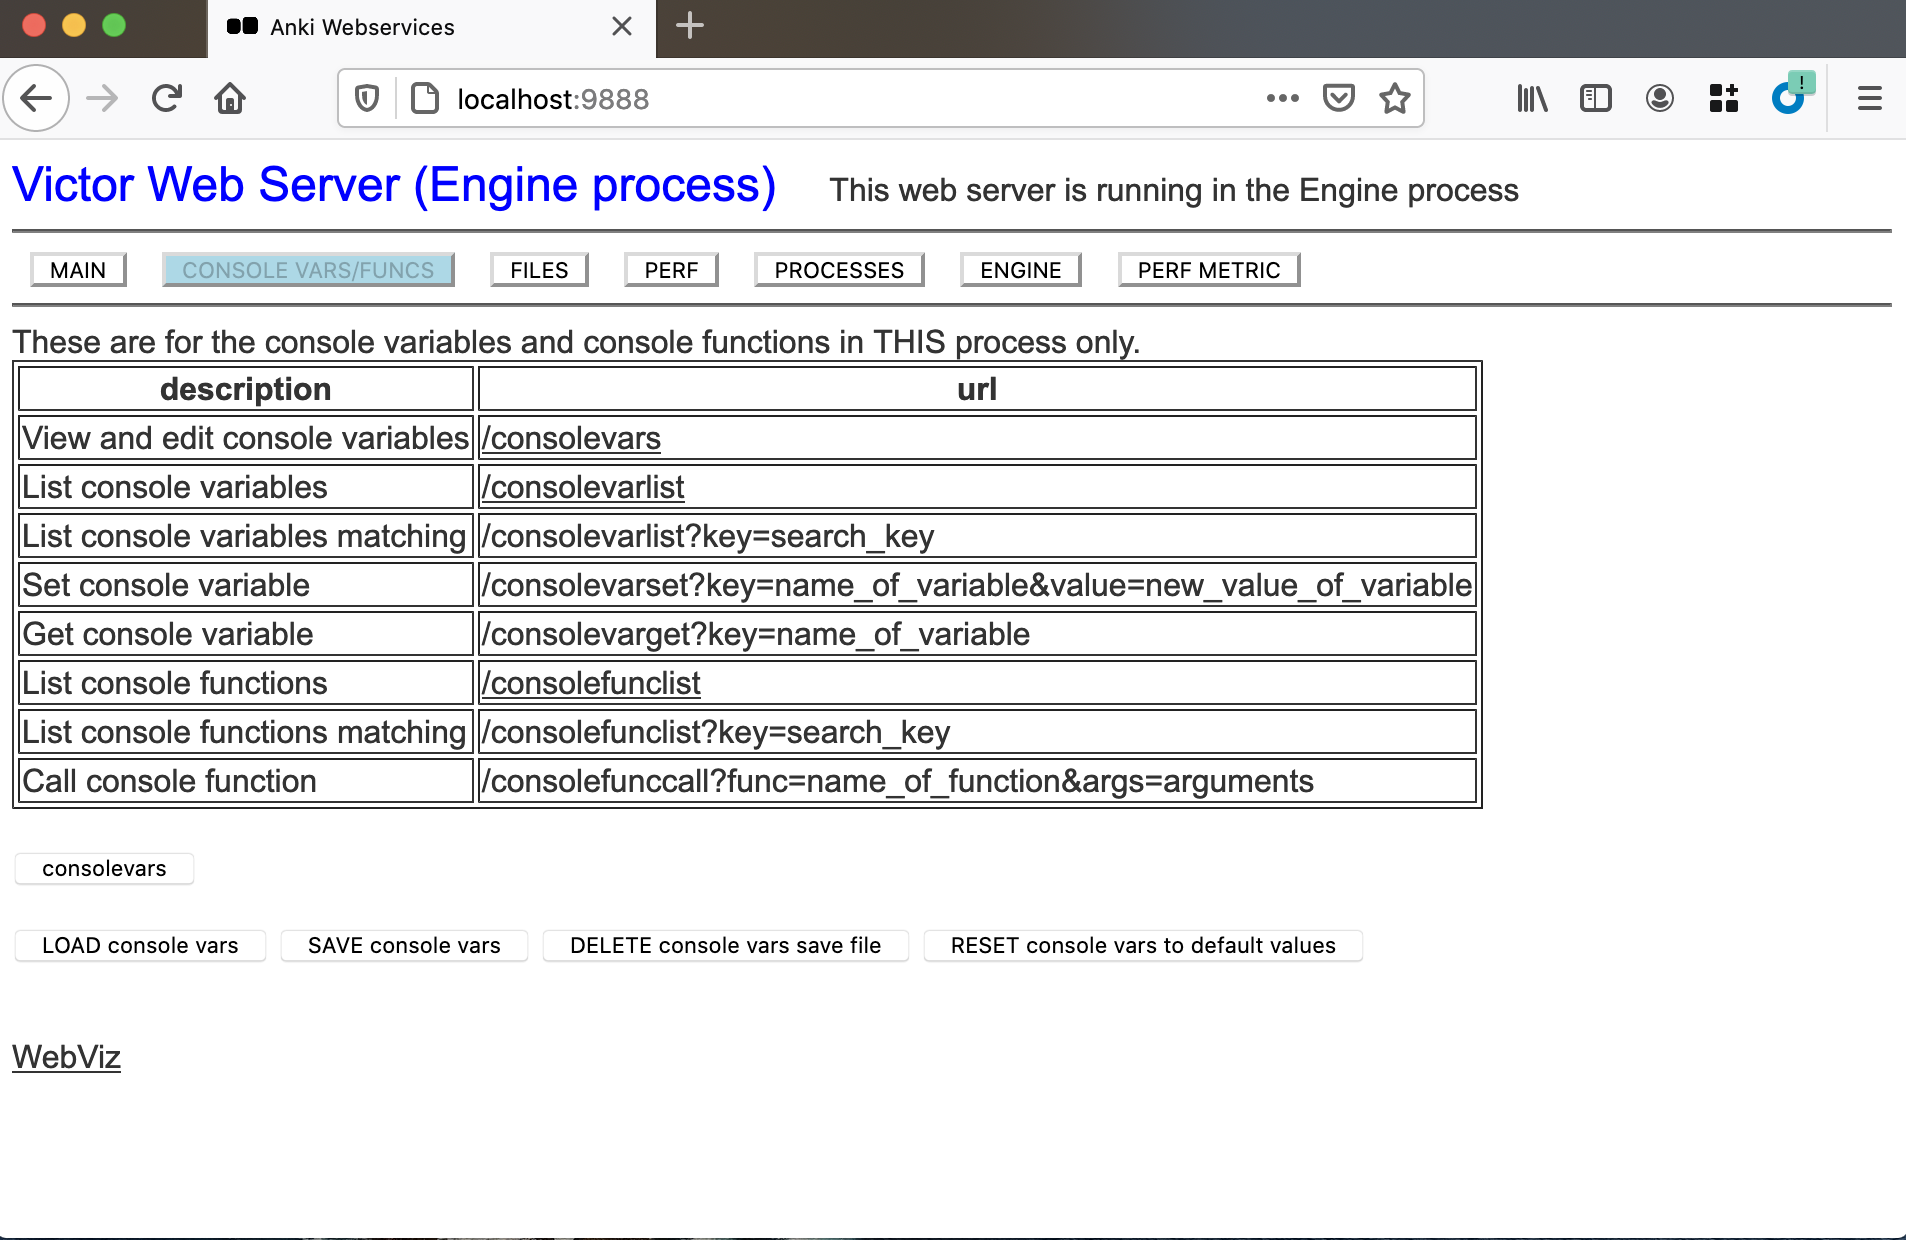 Anki Webservices
localhost:9888
!
Victor Web Server (Engine process) This web server is running in the Engine process
MAIN CONSOLE VARS/FUNCS FILES PERF PROCESSES ENGINE PERF METRIC
These are for the console variables and console functions in THIS process only.
description url
View and edit console variables /consolevars
List console variables /consolevarlist
List console variables matching /consolevarlist?key=search_key
Set console variable /consolevarset?key=name_of_variable&value=new_value_of_variable
Get console variable /consolevarget?key=name_of_variable
List console functions /consolefunclist
List console functions matching /consolefunclist?key=search_key
Call console function /consolefunccall?func=name_of_function&args=arguments
consolevars
LOAD console vars SAVE console vars DELETE console vars save file RESET console vars to default values
WebViz